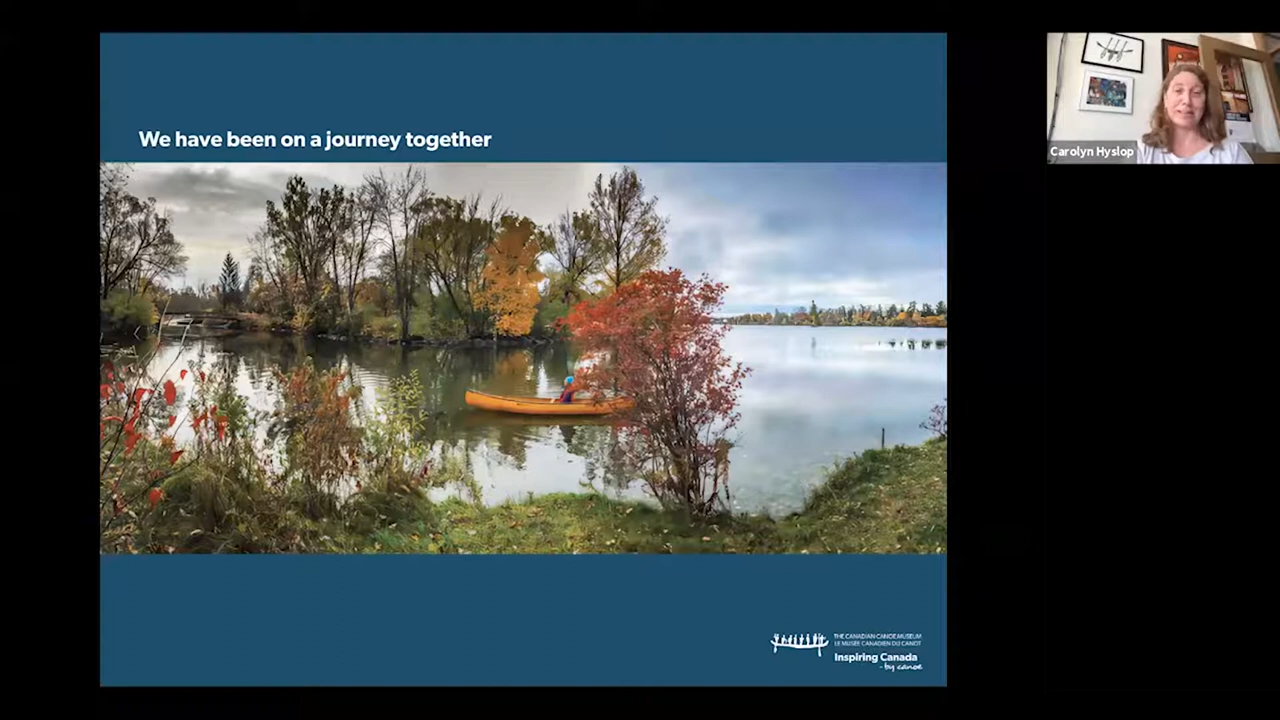 We have been on a journey together
Carolyn Hyslop
THE CANADIAN CANOE MUSEUM
LE MUSÉE CANADIEN DU CANOT
Inspiring Canada
- by canoe